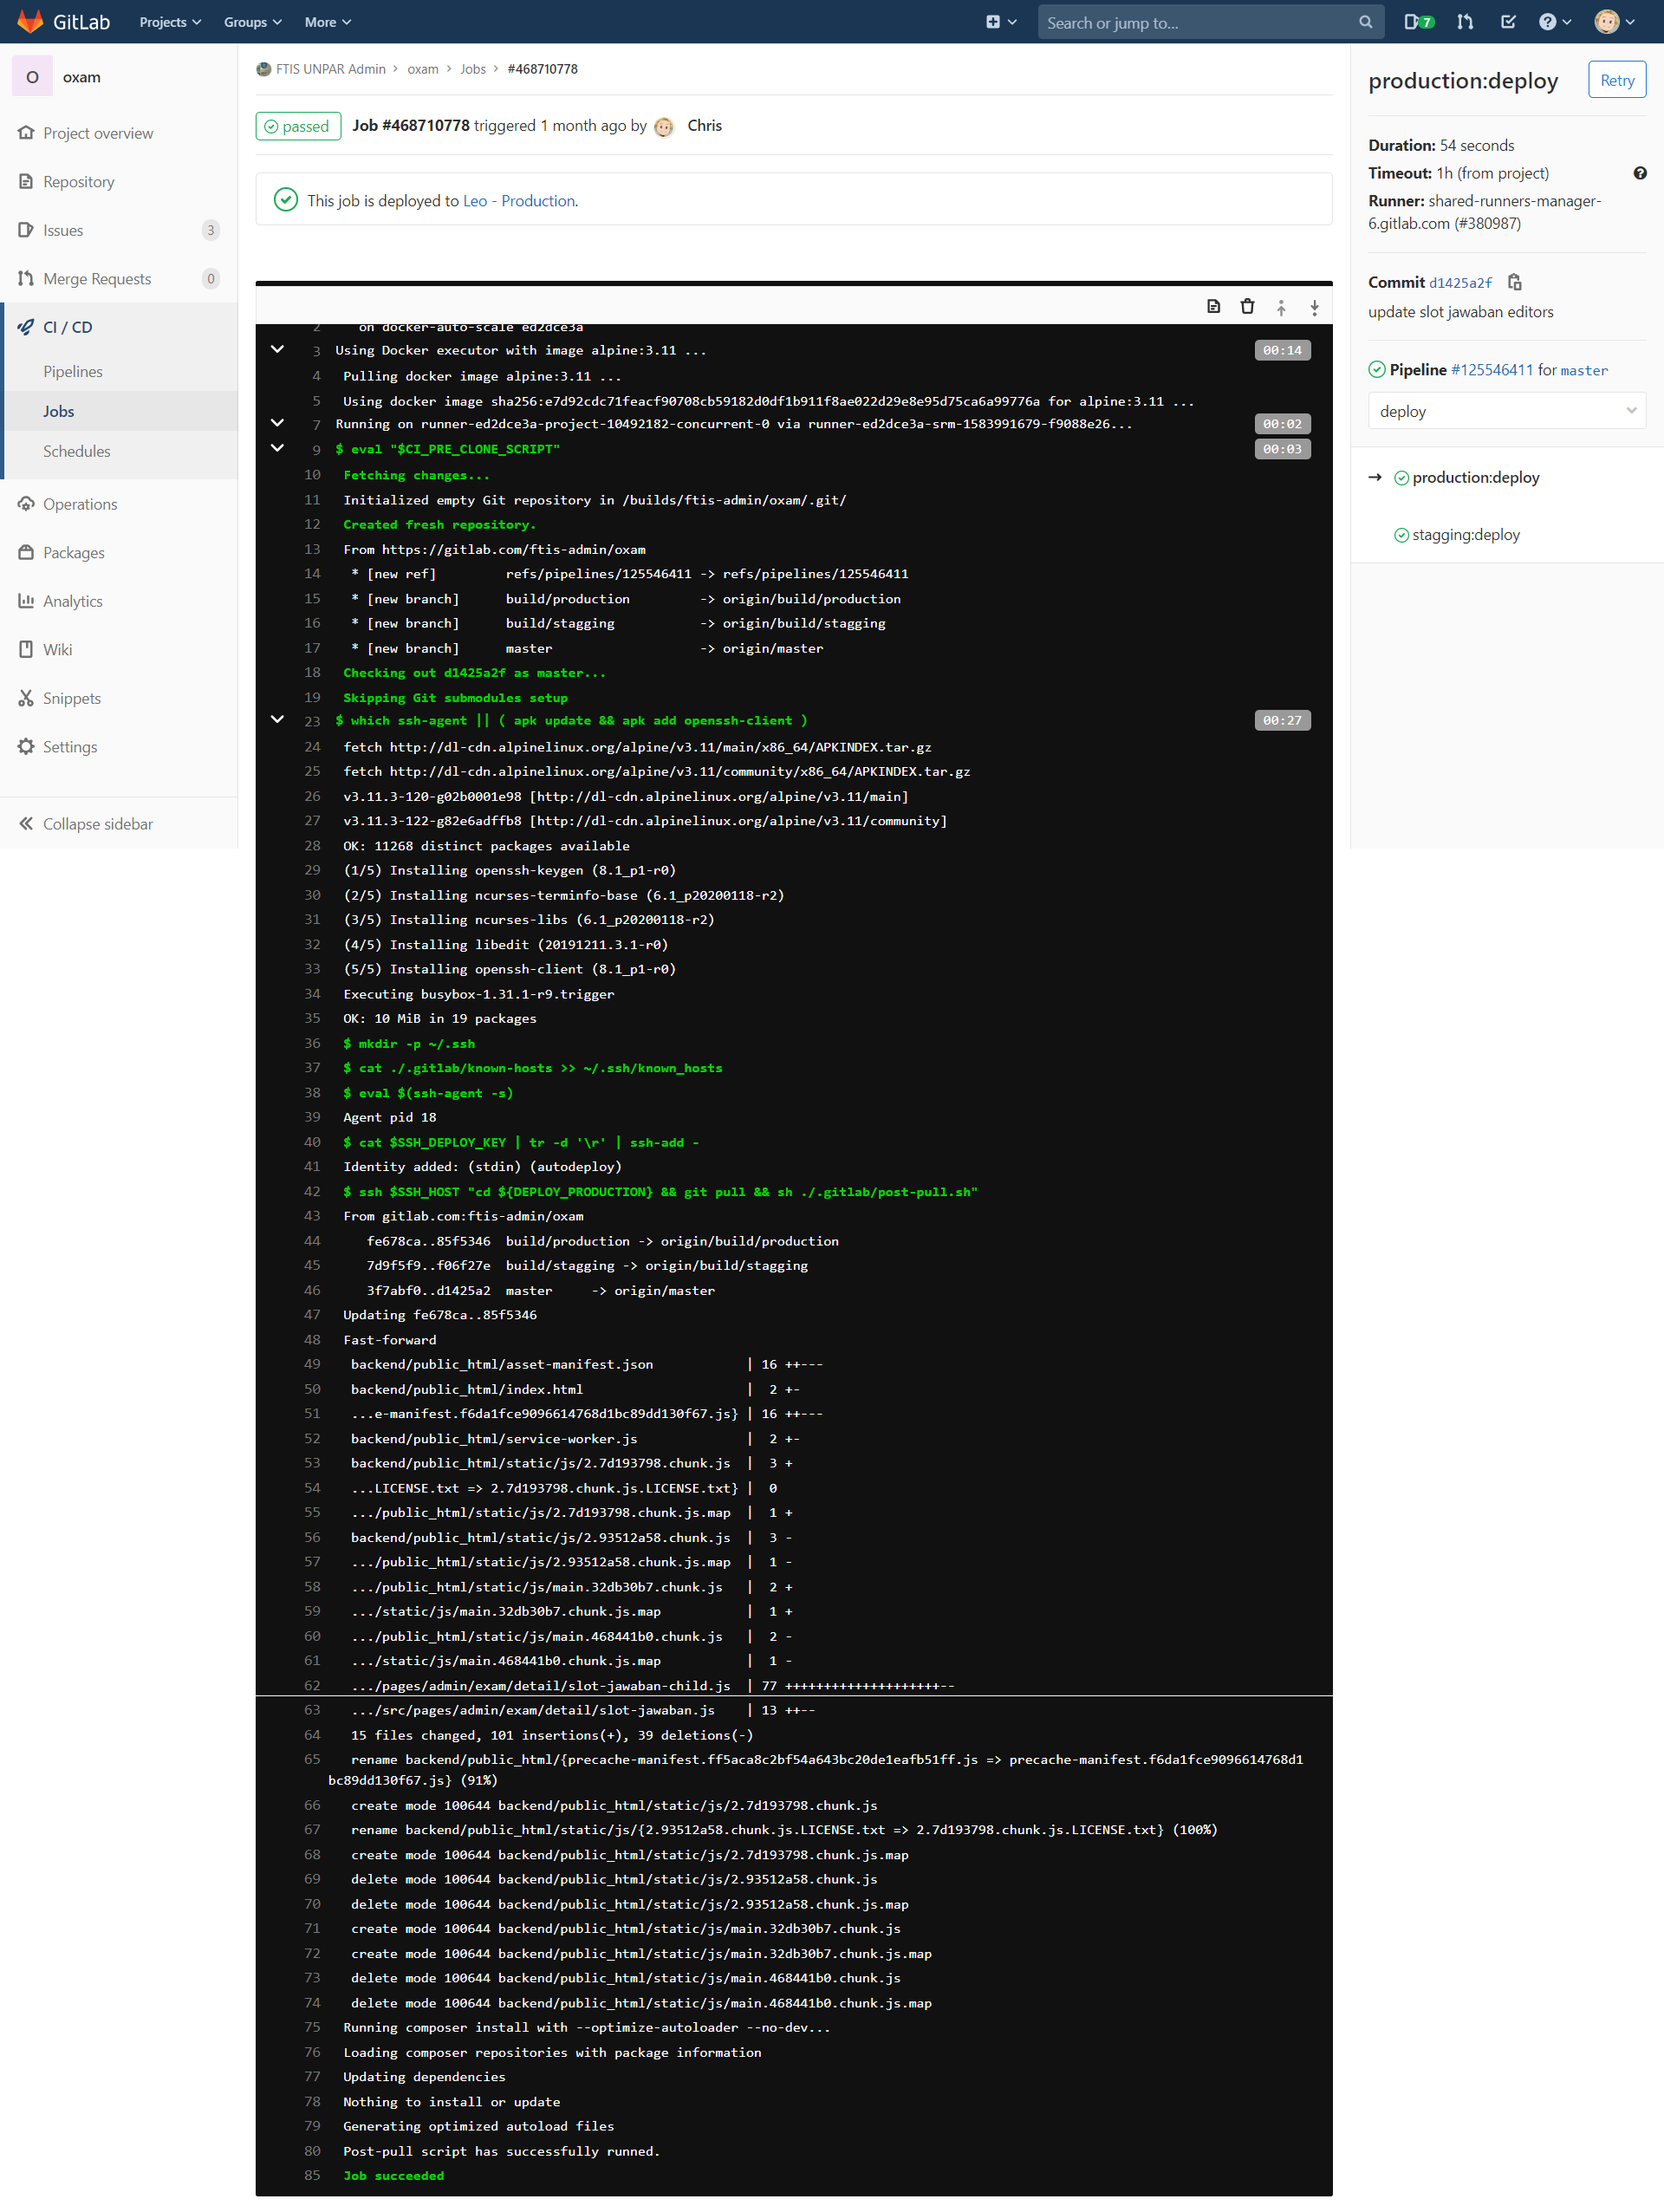 GitLab Projects Groups More Search or jump to... 7
O oxam
Project overview
Repository
Issues 3
Merge Requests 0
CI / CD
Pipelines
Jobs
Schedules
Operations
Packages
Analytics
Wiki
Snippets
Settings
Collapse sidebar
FTIS UNPAR Admin > oxam > Jobs > #468710778
passed Job #468710778 triggered 1 month ago by Chris
This job is deployed to Leo - Production.
2 on docker-auto-scale ed2dce3a
3 Using Docker executor with image alpine:3.11 ... 00:14
4 Pulling docker image alpine:3.11 ...
5 Using docker image sha256:e7d92cdc71feacf90708cb59182d0df1b911f8ae022d29e8e95d75ca6a99776a for alpine:3.11 ...
7 Running on runner-ed2dce3a-project-10492182-concurrent-0 via runner-ed2dce3a-srm-1583991679-f9088e26... 00:02
9 $ eval "$CI_PRE_CLONE_SCRIPT" 00:03
10 Fetching changes...
11 Initialized empty Git repository in /builds/ftis-admin/oxam/.git/
12 Created fresh repository.
13 From https://gitlab.com/ftis-admin/oxam
14 * [new ref] refs/pipelines/125546411 -> refs/pipelines/125546411
15 * [new branch] build/production -> origin/build/production
16 * [new branch] build/stagging -> origin/build/stagging
17 * [new branch] master -> origin/master
18 Checking out d1425a2f as master...
19 Skipping Git submodules setup
23 $ which ssh-agent || ( apk update && apk add openssh-client ) 00:27
24 fetch http://dl-cdn.alpinelinux.org/alpine/v3.11/main/x86_64/APKINDEX.tar.gz
25 fetch http://dl-cdn.alpinelinux.org/alpine/v3.11/community/x86_64/APKINDEX.tar.gz
26 v3.11.3-120-g02b0001e98 [http://dl-cdn.alpinelinux.org/alpine/v3.11/main]
27 v3.11.3-122-g82e6adffb8 [http://dl-cdn.alpinelinux.org/alpine/v3.11/community]
28 OK: 11268 distinct packages available
29 (1/5) Installing openssh-keygen (8.1_p1-r0)
30 (2/5) Installing ncurses-terminfo-base (6.1_p20200118-r2)
31 (3/5) Installing ncurses-libs (6.1_p20200118-r2)
32 (4/5) Installing libedit (20191211.3.1-r0)
33 (5/5) Installing openssh-client (8.1_p1-r0)
34 Executing busybox-1.31.1-r9.trigger
35 OK: 10 MiB in 19 packages
36 $ mkdir -p ~/.ssh
37 $ cat ./.gitlab/known-hosts >> ~/.ssh/known_hosts
38 $ eval $(ssh-agent -s)
39 Agent pid 18
40 $ cat $SSH_DEPLOY_KEY | tr -d '\r' | ssh-add -
41 Identity added: (stdin) (autodeploy)
42 $ ssh $SSH_HOST "cd ${DEPLOY_PRODUCTION} && git pull && sh ./.gitlab/post-pull.sh"
43 From gitlab.com:ftis-admin/oxam
44 fe678ca..85f5346 build/production -> origin/build/production
45 7d9f5f9..f06f27e build/stagging -> origin/build/stagging
46 3f7abf0..d1425a2 master -> origin/master
47 Updating fe678ca..85f5346
48 Fast-forward
49 backend/public_html/asset-manifest.json | 16 ++---
50 backend/public_html/index.html | 2 +-
51 ...e-manifest.f6da1fce9096614768d1bc89dd130f67.js} | 16 ++---
52 backend/public_html/service-worker.js | 2 +-
53 backend/public_html/static/js/2.7d193798.chunk.js | 3 +
54 ...LICENSE.txt => 2.7d193798.chunk.js.LICENSE.txt} | 0
55 .../public_html/static/js/2.7d193798.chunk.js.map | 1 +
56 backend/public_html/static/js/2.93512a58.chunk.js | 3 -
57 .../public_html/static/js/2.93512a58.chunk.js.map | 1 -
58 .../public_html/static/js/main.32db30b7.chunk.js | 2 +
59 .../static/js/main.32db30b7.chunk.js.map | 1 +
60 .../public_html/static/js/main.468441b0.chunk.js | 2 -
61 .../static/js/main.468441b0.chunk.js.map | 1 -
62 .../pages/admin/exam/detail/slot-jawaban-child.js | 77 ++++++++++++++++++++--
63 .../src/pages/admin/exam/detail/slot-jawaban.js | 13 ++--
64 15 files changed, 101 insertions(+), 39 deletions(-)
65 rename backend/public_html/{precache-manifest.ff5aca8c2bf54a643bc20de1eafb51ff.js => precache-manifest.f6da1fce9096614768d1
bc89dd130f67.js} (91%)
66 create mode 100644 backend/public_html/static/js/2.7d193798.chunk.js
67 rename backend/public_html/static/js/{2.93512a58.chunk.js.LICENSE.txt => 2.7d193798.chunk.js.LICENSE.txt} (100%)
68 create mode 100644 backend/public_html/static/js/2.7d193798.chunk.js.map
69 delete mode 100644 backend/public_html/static/js/2.93512a58.chunk.js
70 delete mode 100644 backend/public_html/static/js/2.93512a58.chunk.js.map
71 create mode 100644 backend/public_html/static/js/main.32db30b7.chunk.js
72 create mode 100644 backend/public_html/static/js/main.32db30b7.chunk.js.map
73 delete mode 100644 backend/public_html/static/js/main.468441b0.chunk.js
74 delete mode 100644 backend/public_html/static/js/main.468441b0.chunk.js.map
75 Running composer install with --optimize-autoloader --no-dev...
76 Loading composer repositories with package information
77 Updating dependencies
78 Nothing to install or update
79 Generating optimized autoload files
80 Post-pull script has successfully runned.
85 Job succeeded
production:deploy Retry
Duration: 54 seconds
Timeout: 1h (from project)
Runner: shared-runners-manager-
6.gitlab.com (#380987)
Commit d1425a2f
update slot jawaban editors
Pipeline #125546411 for master
deploy
production:deploy
stagging:deploy